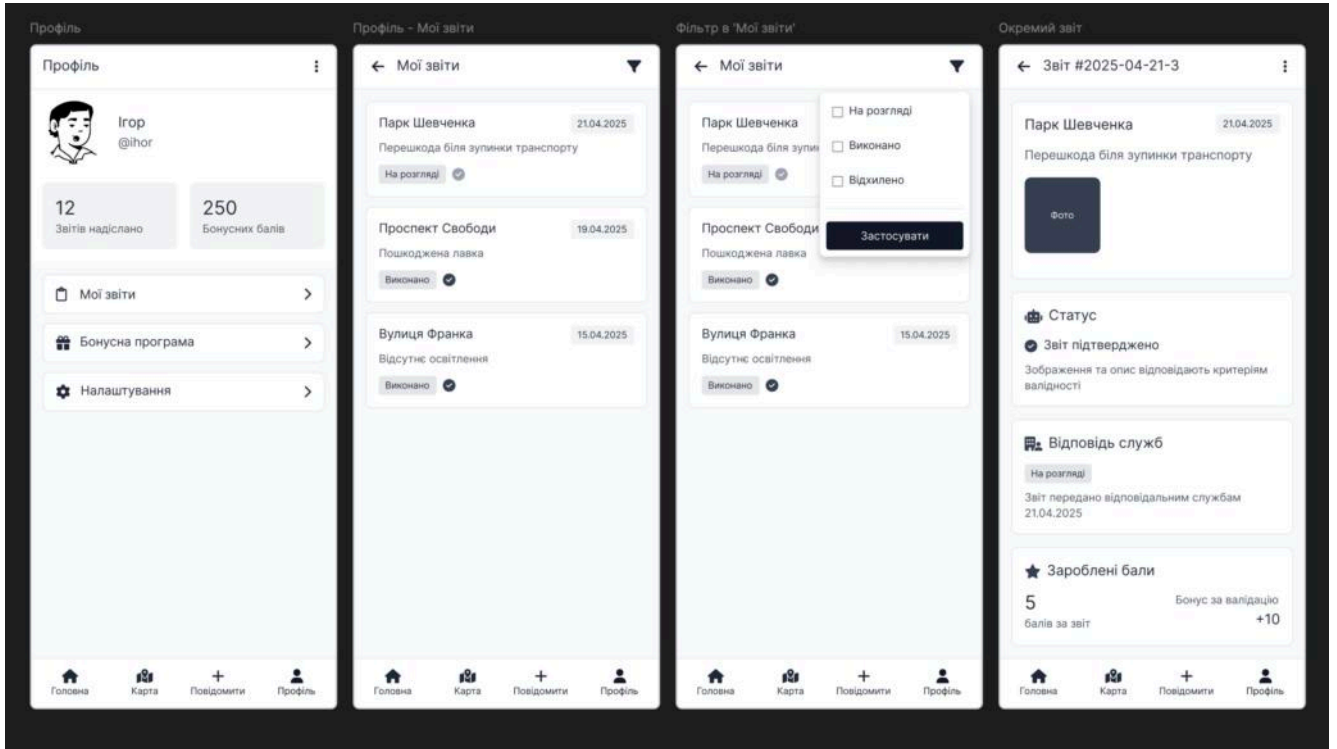 Профіль
Профіль
Ігор
@ihor
12
Звітів надіслано
250
Бонусних балів
Мої звіти
Бонусна програма
Налаштування
Головна
Карта
Повідомити
Профіль
Профіль - Мої звіти
Мої звіти
Парк Шевченка
21.04.2025
Перешкода біля зупинки транспорту
На розгляді
Проспект Свободи
19.04.2025
Пошкоджена лавка
Виконано
Вулиця Франка
15.04.2025
Відсутнє освітлення
Виконано
Головна
Карта
Повідомити
Профіль
Фільтр в 'Мої звіти'
Мої звіти
Парк Шевченка
Перешкода біля зупин
На розгляді
На розгляді
Виконано
Відхилено
Застосувати
Проспект Свободи
Пошкоджена лавка
Виконано
Вулиця Франка
15.04.2025
Відсутнє освітлення
Виконано
Головна
Карта
Повідомити
Профіль
Окремий звіт
Звіт #2025-04-21-3
Парк Шевченка
21.04.2025
Перешкода біля зупинки транспорту
Фото
Статус
Звіт підтверджено
Зображення та опис відповідають критеріям
валідності
Відповідь служб
На розгляді
Звіт передано відповідальним службам
21.04.2025
Зароблені бали
5
балів за звіт
Бонус за валідацію
+10
Головна
Карта
Повідомити
Профіль